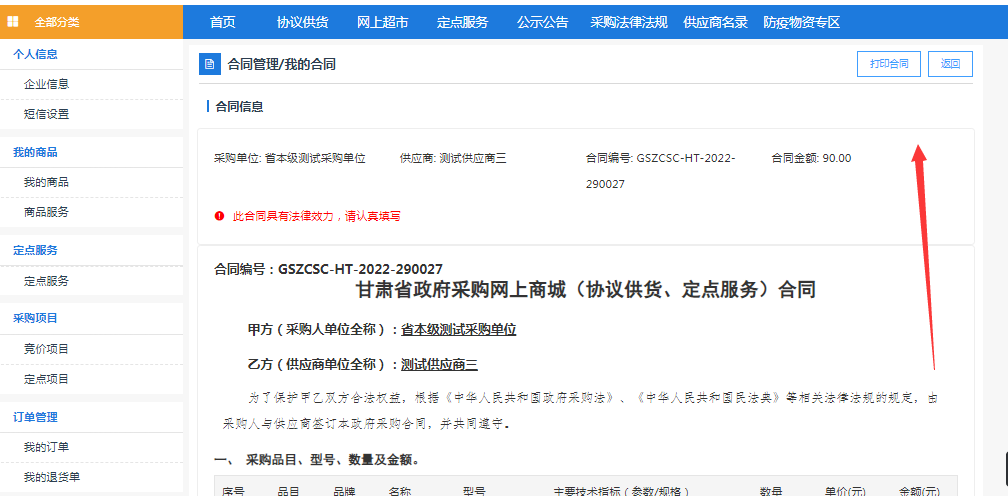 全部分类
首页 协议供货 网上超市 定点服务 公示公告 采购法律法规 供应商名录 防疫物资专区
个人信息
企业信息
短信设置
我的商品
我的商品
商品服务
定点服务
定点服务
采购项目
竞价项目
定点项目
订单管理
我的订单
我的退货单
合同管理/我的合同
打印合同 返回
合同信息
采购单位: 省本级测试采购单位 供应商: 测试供应商三 合同编号: GSZCSC-HT-2022- 合同金额: 90.00
290027
此合同具有法律效力，请认真填写
合同编号：GSZCSC-HT-2022-290027
甘肃省政府采购网上商城（协议供货、定点服务）合同
甲方（采购人单位全称）：省本级测试采购单位
乙方（供应商单位全称）：测试供应商三
为了保护甲乙双方合法权益，根据《中华人民共和国政府采购法》、《中华人民共和国民法典》等相关法律法规的规定，由
采购人与供应商签订本政府采购合同，并共同遵守。
一、 采购品目、型号、数量及金额。
序号 品目 品牌 名称 型号 主要技术指标（参数/规格） 数量 单价(元) 金额(元)